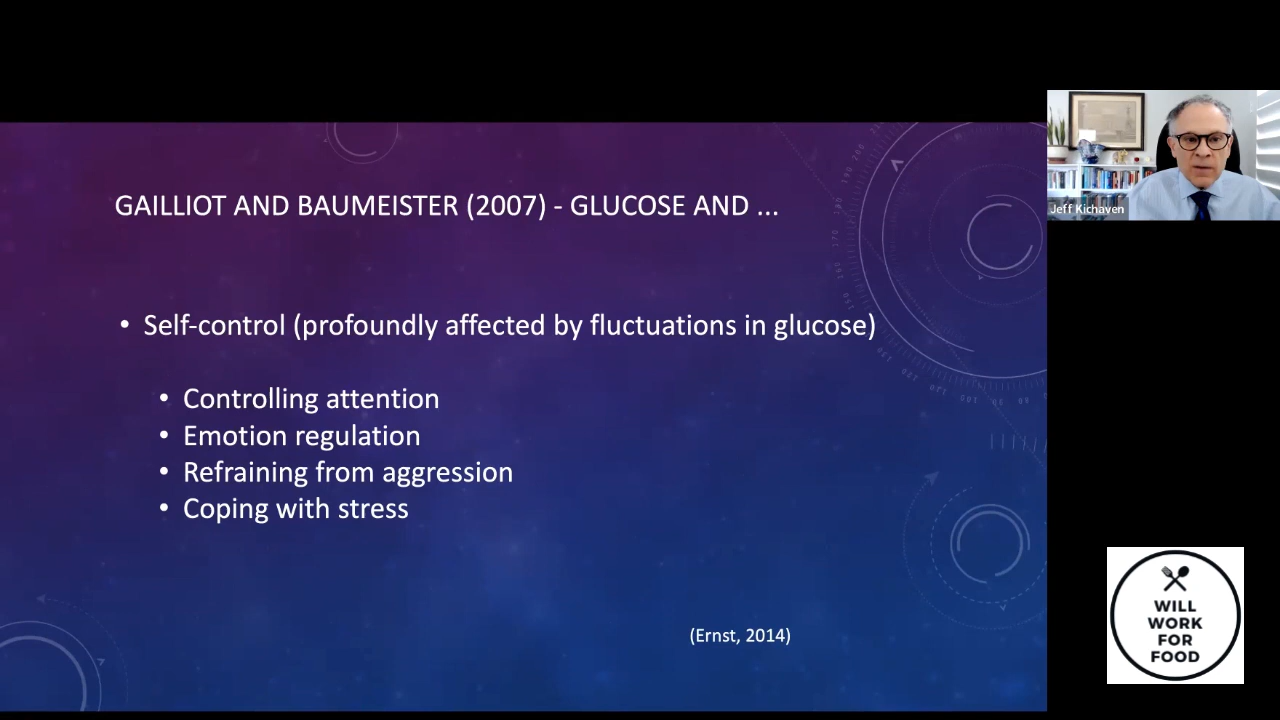 GAILLIOT AND BAUMEISTER (2007) - GLUCOSE AND ...
• Self-control (profoundly affected by fluctuations in glucose)
• Controlling attention
• Emotion regulation
• Refraining from aggression
• Coping with stress
(Ernst, 2014)
Jeff Kichaven
WILL
WORK
FOR
FOOD